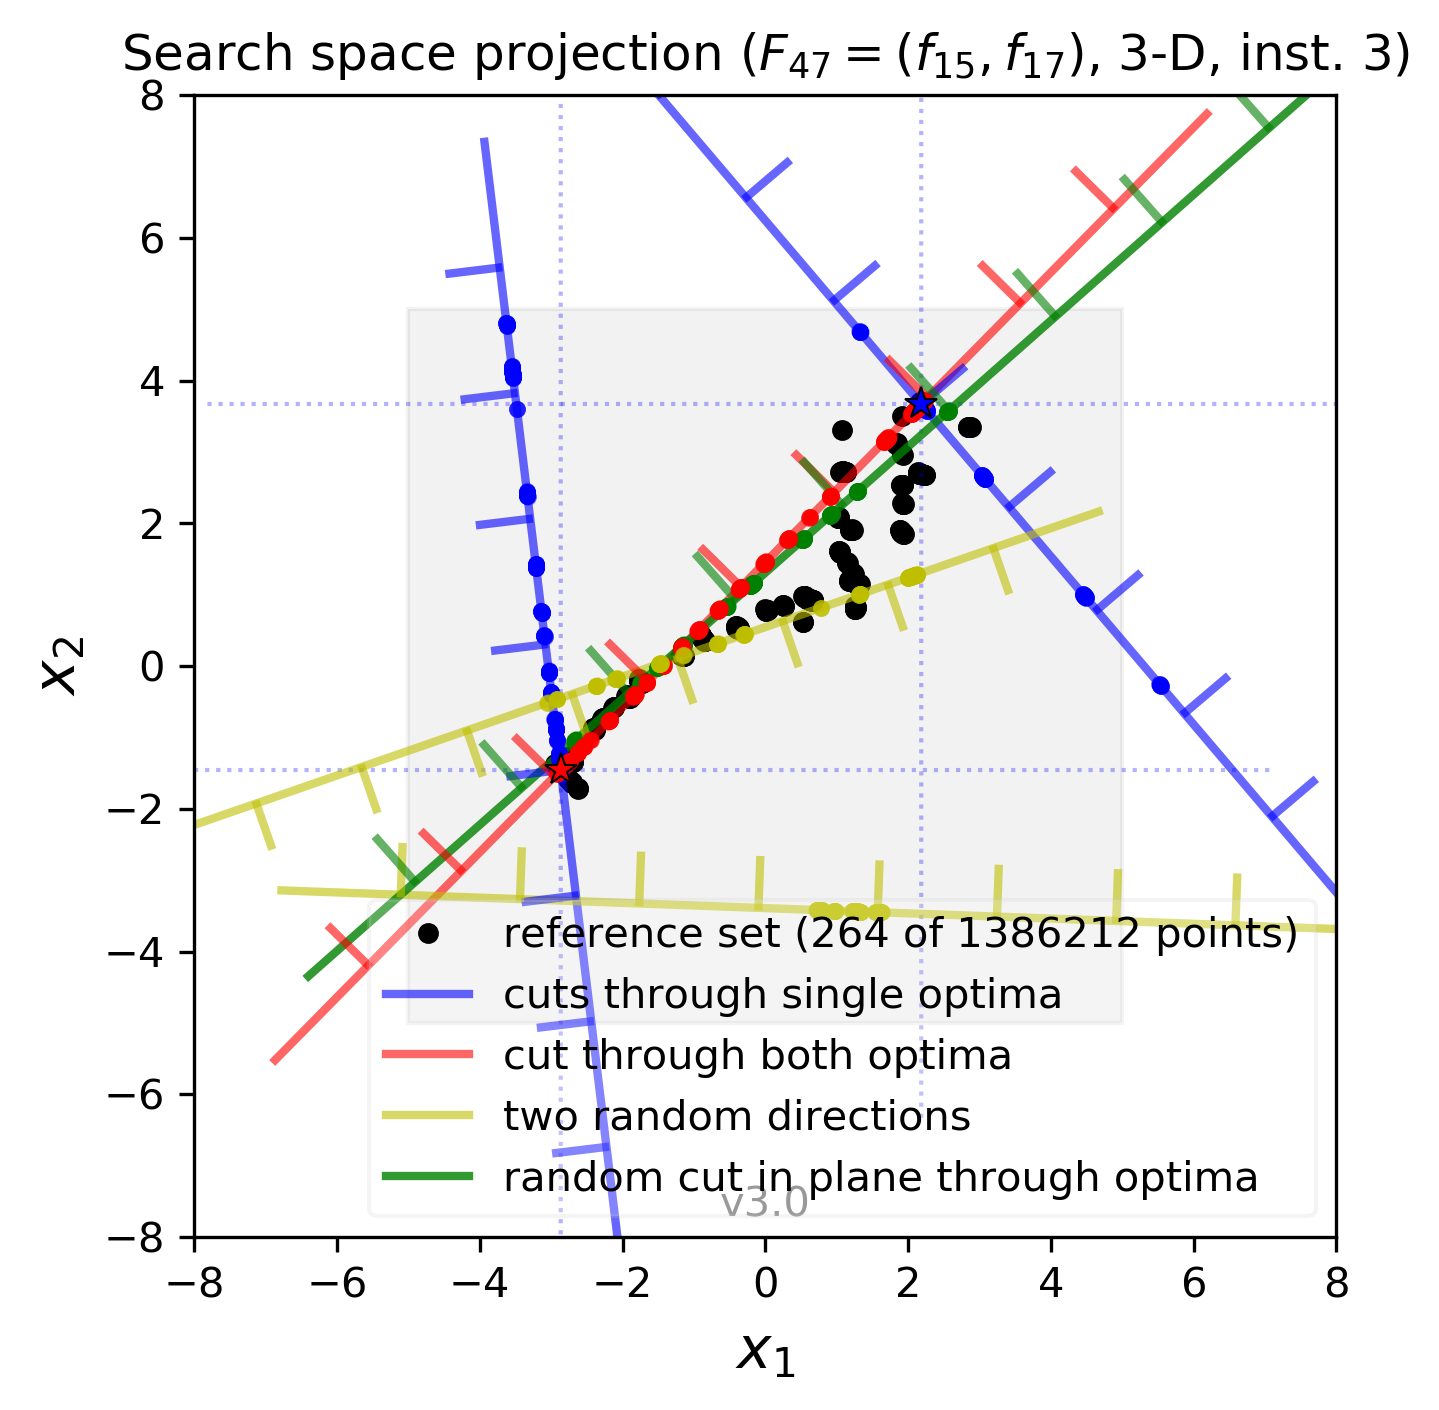 Search space projection (F₄₇ = (f₁₅, f₁₇), 3-D, inst. 3)
8
6
4
2
0
−2
−4
−6
−8
x₂
reference set (264 of 1386212 points)
cuts through single optima
cut through both optima
two random directions
random cut in plane through optima
v3.0
−8 −6 −4 −2 0 2 4 6 8
x₁